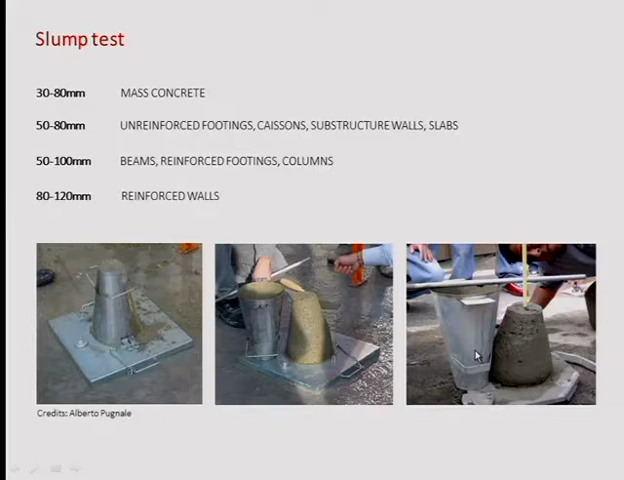 Slump test
30-80mm MASS CONCRETE
50-80mm UNREINFORCED FOOTINGS, CAISSONS, SUBSTRUCTURE WALLS, SLABS
50-100mm BEAMS, REINFORCED FOOTINGS, COLUMNS
80-120mm REINFORCED WALLS
Credits: Alberto Pugnale